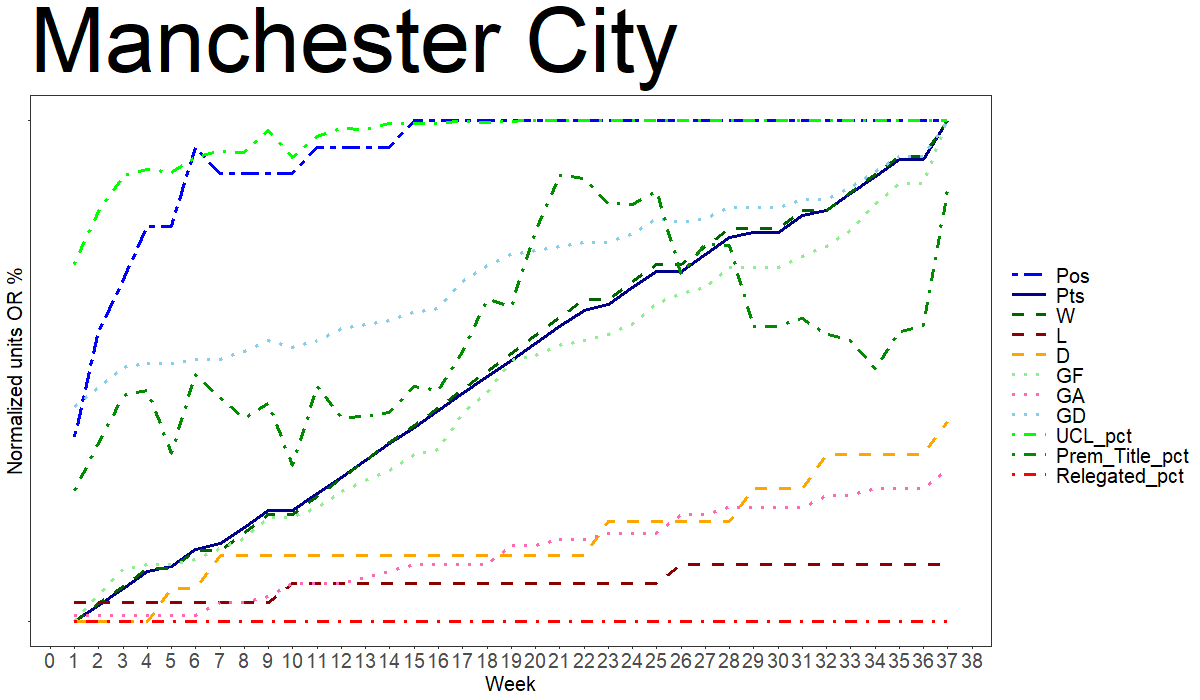 Manchester City
Normalized units OR %
0 1 2 3 4 5 6 7 8 9 10 11 12 13 14 15 16 17 18 19 20 21 22 23 24 25 26 27 28 29 30 31 32 33 34 35 36 37 38
Week
Pos
Pts
W
L
D
GF
GA
GD
UCL_pct
Prem_Title_pct
Relegated_pct